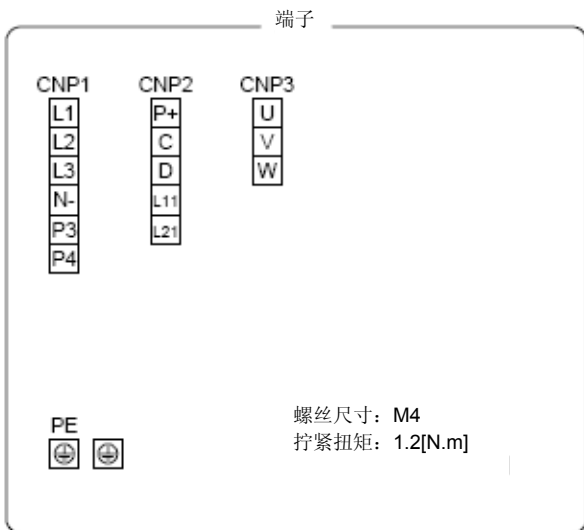 端子
CNP1 CNP2 CNP3
L1 P+ U
L2 C V
L3 D W
N- L11
P3 L21
P4
PE
螺丝尺寸：M4
拧紧扭矩：1.2[N.m]